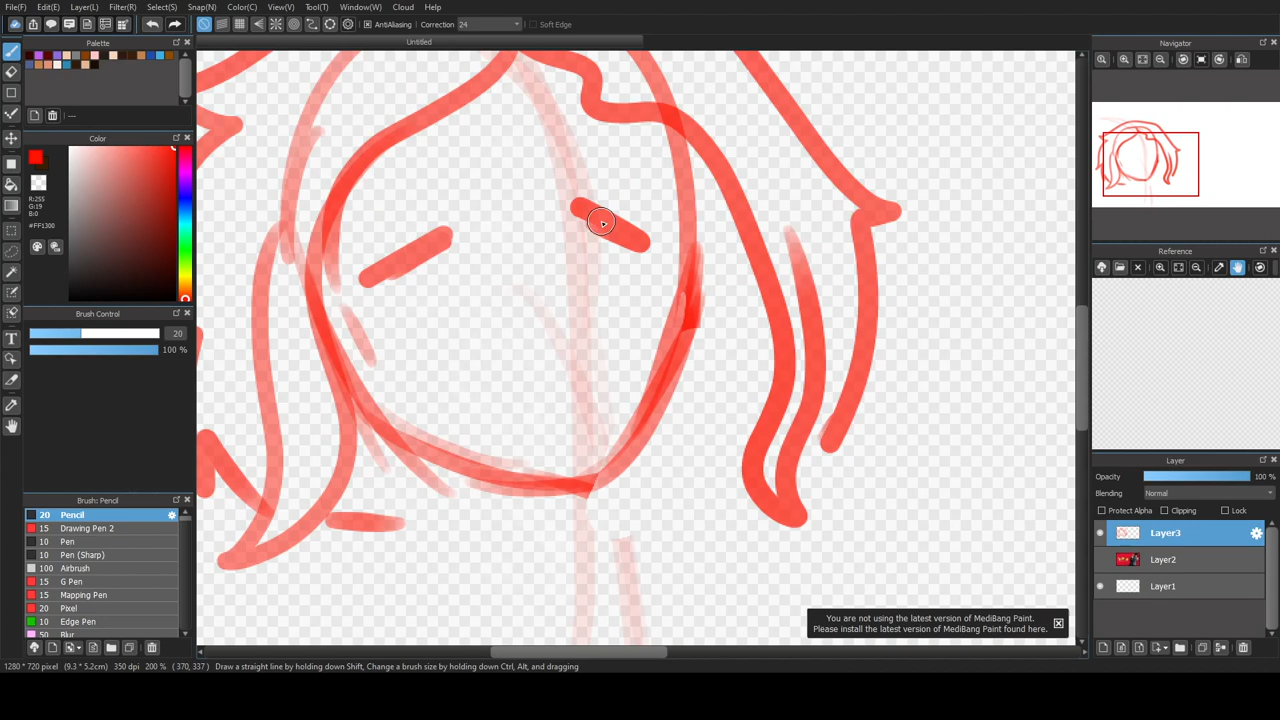 File(F) Edit(E) Layer(L) Filter(R) Select(S) Snap(N) Color(C) View(V) Tool(T) Window(W) Cloud Help
AntiAliasing Correction 24 Soft Edge
Palette
Untitled
Navigator
---
Color
R:255
G:19
B:0
#FF1300
Reference
Brush Control
20
100 %
Layer
Opacity 100 %
Blending Normal
Protect Alpha Clipping Lock
Layer3
Layer2
Layer1
Brush: Pencil
20 Pencil
15 Drawing Pen 2
10 Pen
10 Pen (Sharp)
100 Airbrush
15 G Pen
15 Mapping Pen
20 Pixel
10 Edge Pen
50 Blur
You are not using the latest version of MediBang Paint.
Please install the latest version of MediBang Paint found here.
1280 * 720 pixel (9.3 * 5.2cm) 350 dpi 200 % ( 370, 337 ) Draw a straight line by holding down Shift, Change a brush size by holding down Ctrl, Alt, and dragging